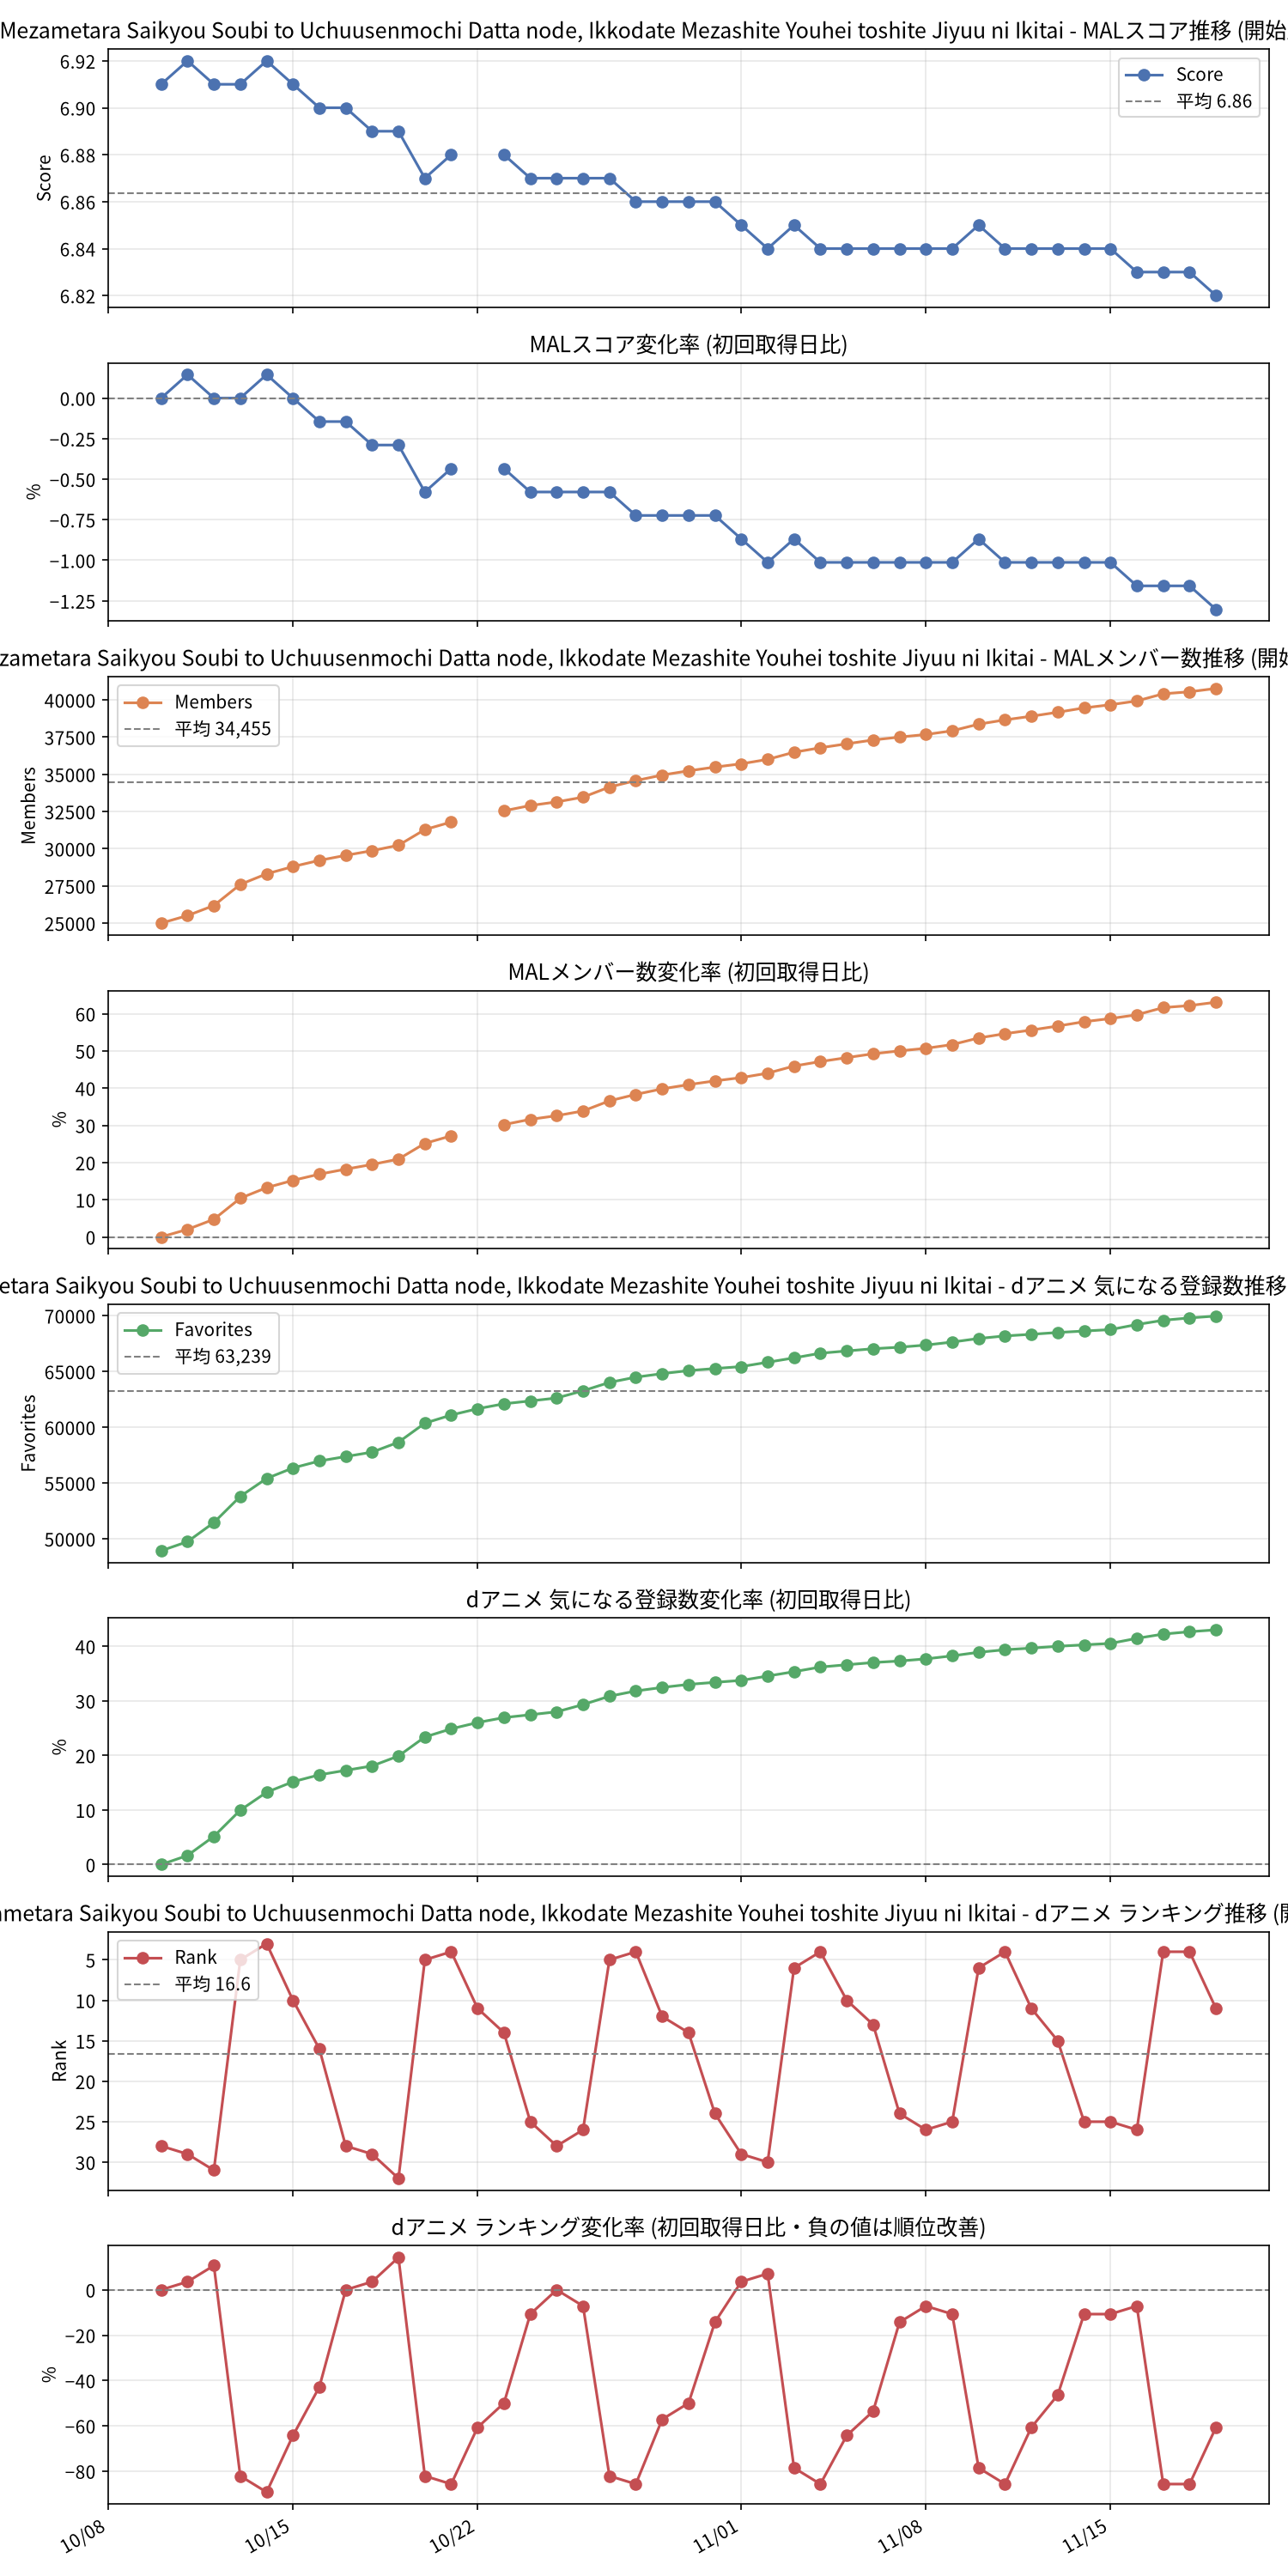 Mezametara Saikyou Soubi to Uchuusenmochi Datta node, Ikkodate Mezashite Youhei toshite Jiyuu ni Ikitai - MALスコア推移 (開始
6.92
6.90
6.88
6.86
6.84
6.82
Score
Score
平均 6.86
MALスコア変化率 (初回取得日比)
0.00
−0.25
−0.50
−0.75
−1.00
−1.25
%
zametara Saikyou Soubi to Uchuusenmochi Datta node, Ikkodate Mezashite Youhei toshite Jiyuu ni Ikitai - MALメンバー数推移 (開始
40000
37500
35000
32500
30000
27500
25000
Members
Members
平均 34,455
MALメンバー数変化率 (初回取得日比)
60
50
40
30
20
10
0
%
etara Saikyou Soubi to Uchuusenmochi Datta node, Ikkodate Mezashite Youhei toshite Jiyuu ni Ikitai - dアニメ 気になる登録数推移
70000
65000
60000
55000
50000
Favorites
Favorites
平均 63,239
dアニメ 気になる登録数変化率 (初回取得日比)
40
30
20
10
0
%
metara Saikyou Soubi to Uchuusenmochi Datta node, Ikkodate Mezashite Youhei toshite Jiyuu ni Ikitai - dアニメ ランキング推移 (開
5
10
15
20
25
30
Rank
Rank
平均 16.6
dアニメ ランキング変化率 (初回取得日比・負の値は順位改善)
0
−20
−40
−60
−80
%
10/08
10/15
10/22
11/01
11/08
11/15